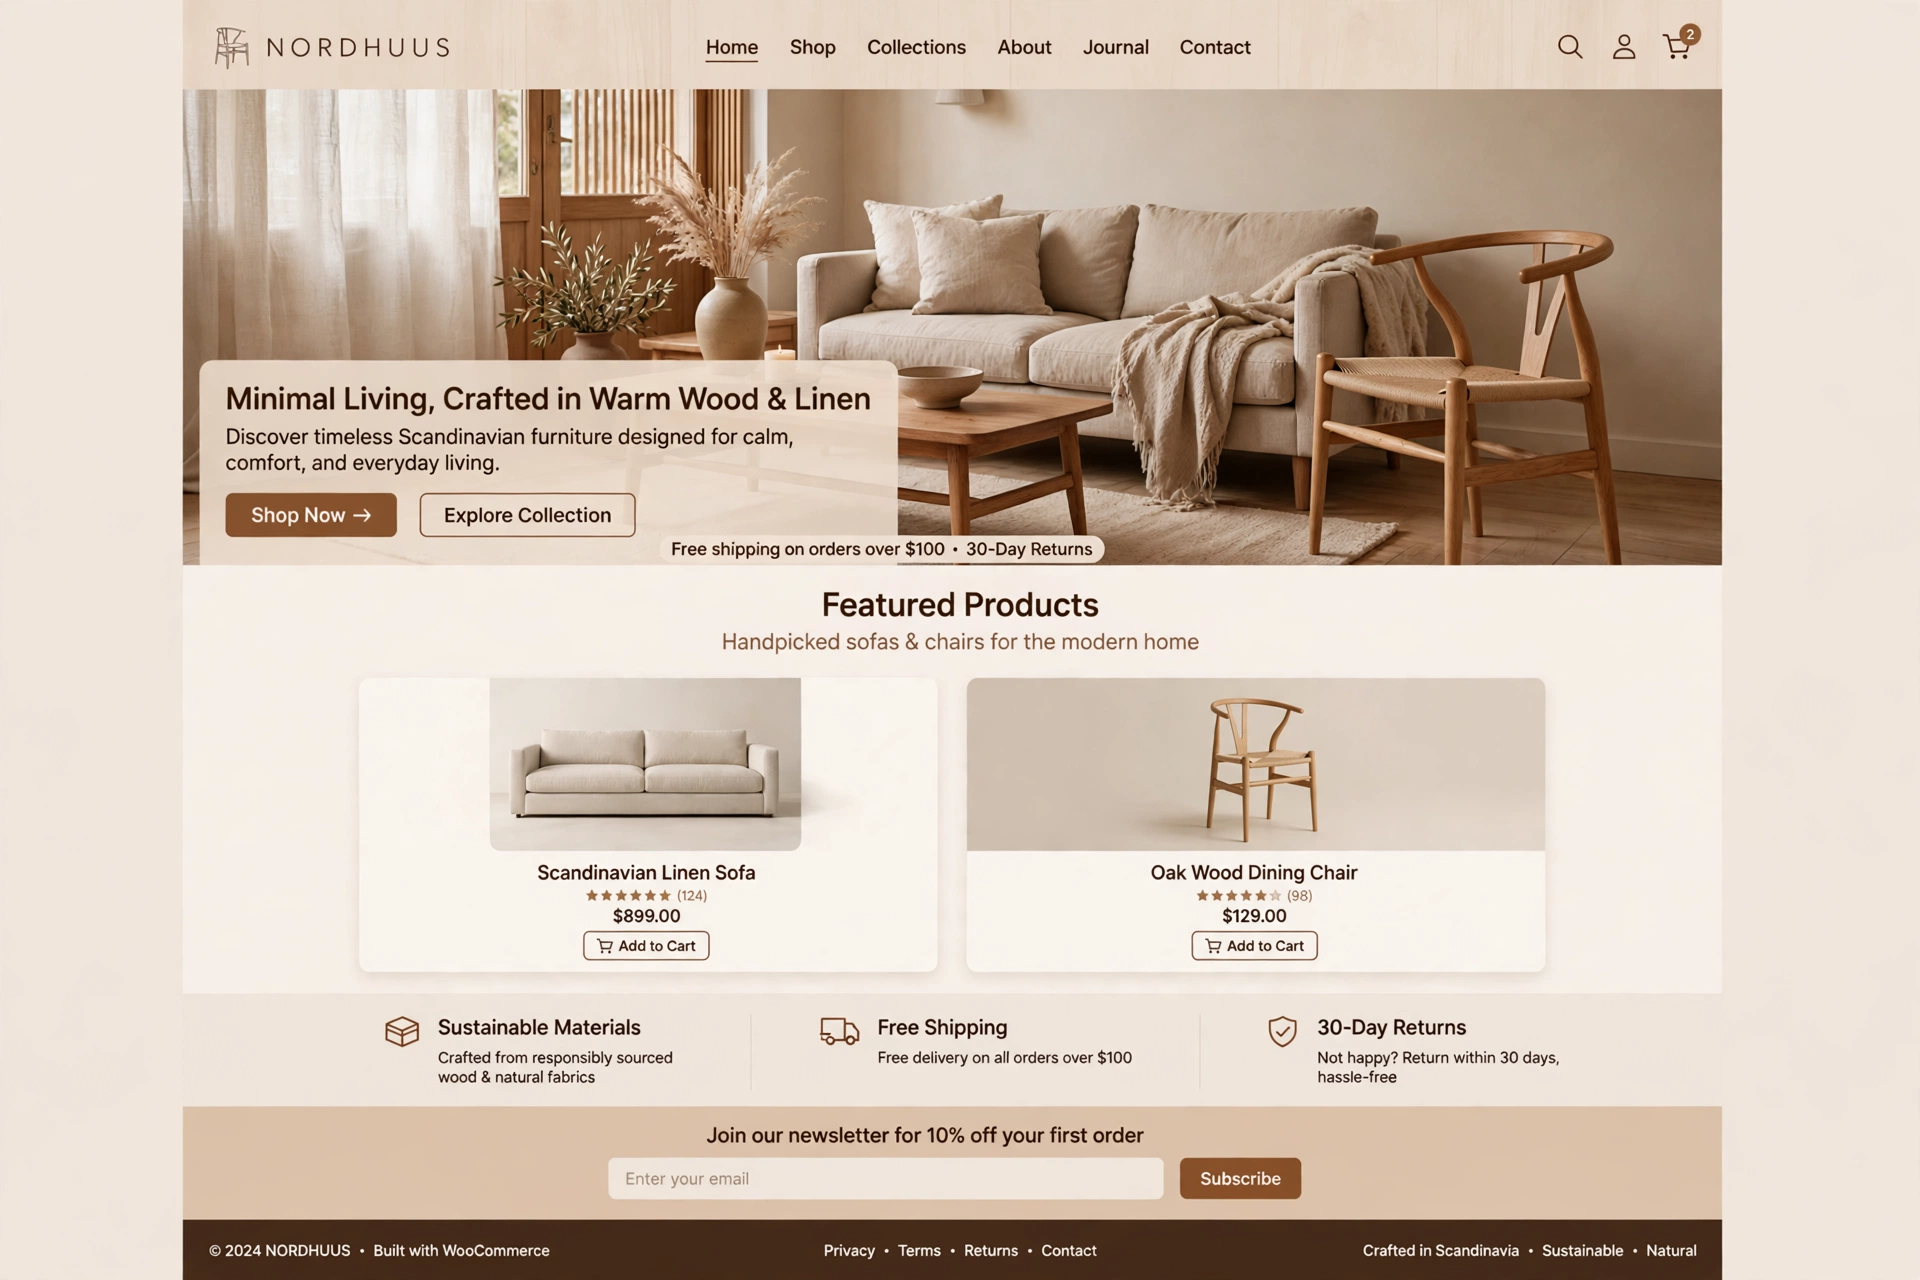 NORDHUUS
Home Shop Collections About Journal Contact
2
Minimal Living, Crafted in Warm Wood & Linen
Discover timeless Scandinavian furniture designed for calm,
comfort, and everyday living.
Shop Now → Explore Collection
Free shipping on orders over $100 • 30-Day Returns
Featured Products
Handpicked sofas & chairs for the modern home
Scandinavian Linen Sofa
★★★★★★ (124)
$899.00
Add to Cart
Oak Wood Dining Chair
★★★★★☆ (98)
$129.00
Add to Cart
Sustainable Materials
Crafted from responsibly sourced
wood & natural fabrics
Free Shipping
Free delivery on all orders over $100
30-Day Returns
Not happy? Return within 30 days,
hassle-free
Join our newsletter for 10% off your first order
Enter your email
Subscribe
© 2024 NORDHUUS • Built with WooCommerce
Privacy • Terms • Returns • Contact
Crafted in Scandinavia • Sustainable • Natural